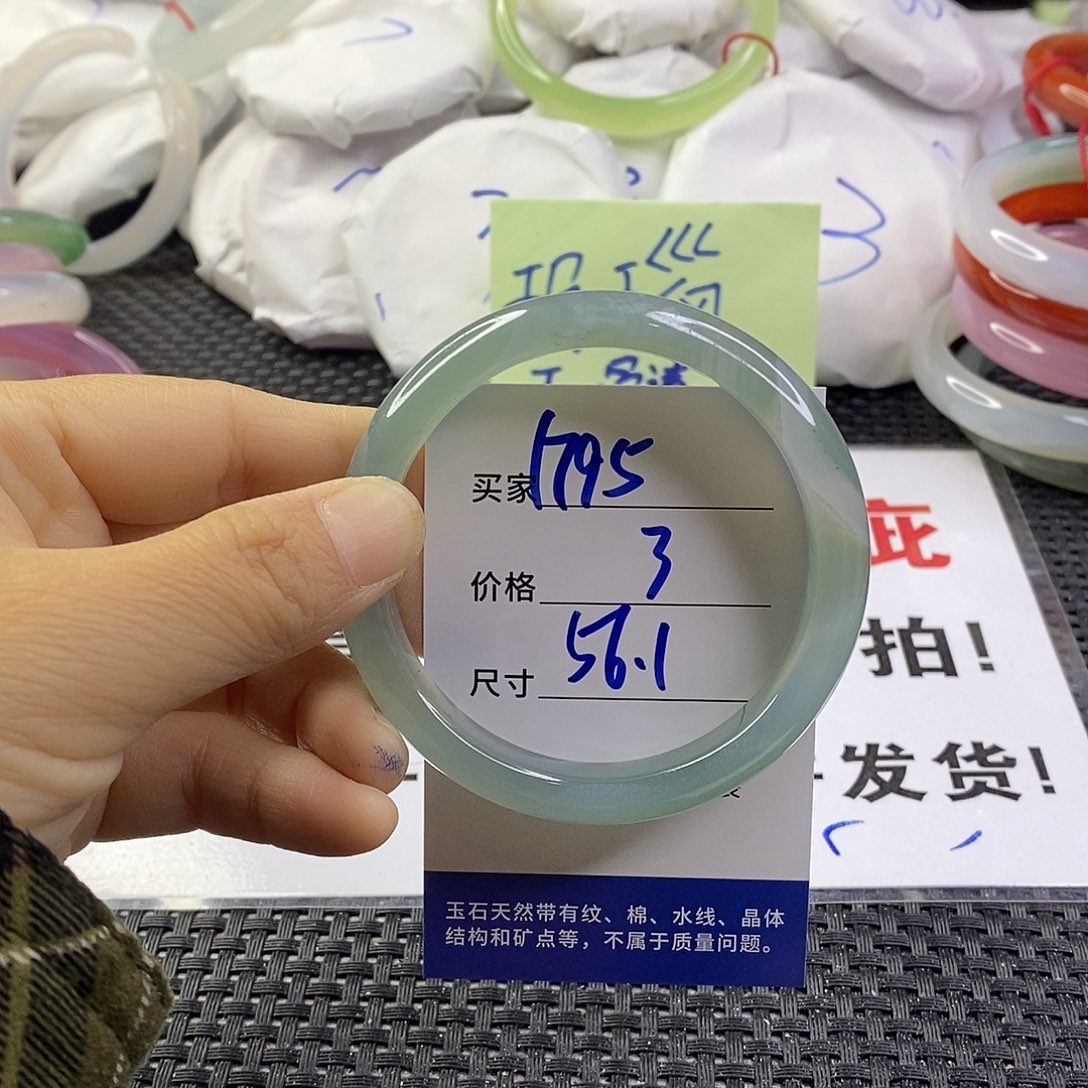 3
买家 1795
价格 3
尺寸 56.1
疵
拍!
发货!
玉石天然带有纹、棉、水线、晶体
结构和矿点等，不属于质量问题。